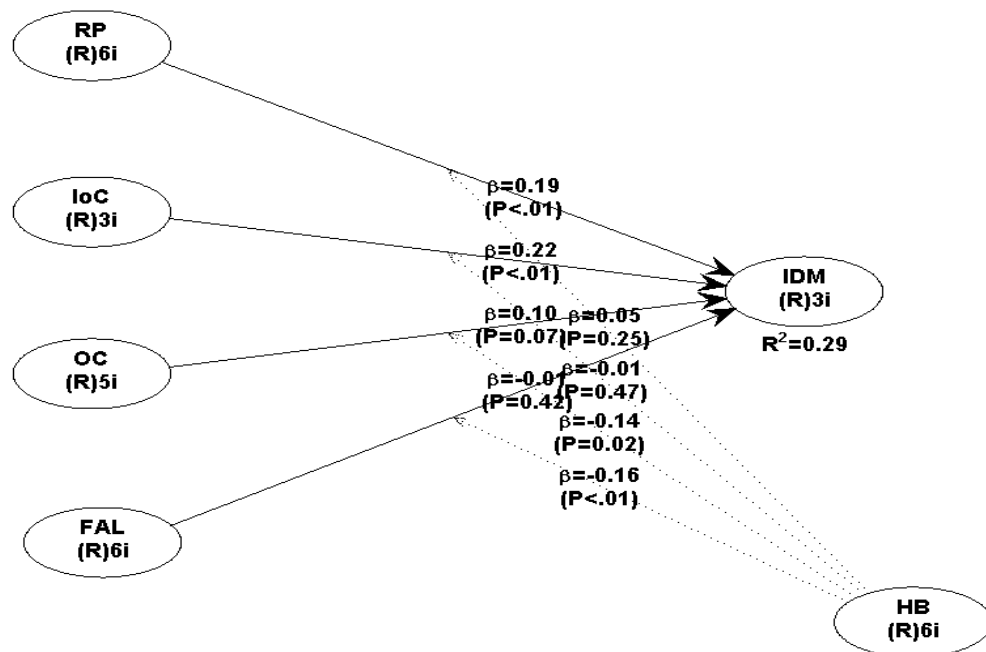 RP
(R)6i
IoC
(R)3i
OC
(R)5i
FAL
(R)6i
β=0.19
(P<.01)
β=0.22
(P<.01)
β=0.10
(P=0.07)
β=-0.01
(P=0.42)
β=0.05
(P=0.25)
β=-0.01
(P=0.47)
β=-0.14
(P=0.02)
β=-0.16
(P<.01)
IDM
(R)3i
R²=0.29
HB
(R)6i